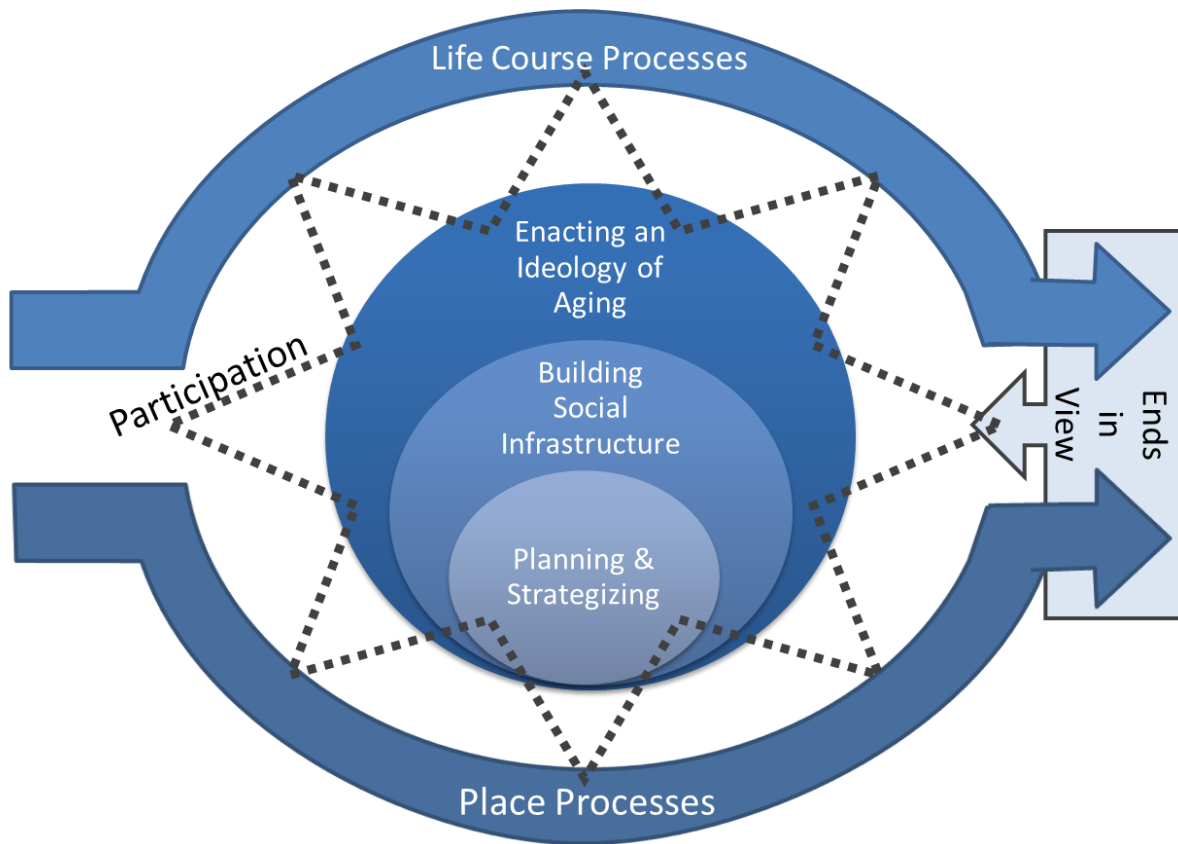 Life Course Processes
Enacting an
Ideology of
Aging
Participation
Building
Social
Infrastructure
Ends
in
View
Planning &
Strategizing
Place Processes